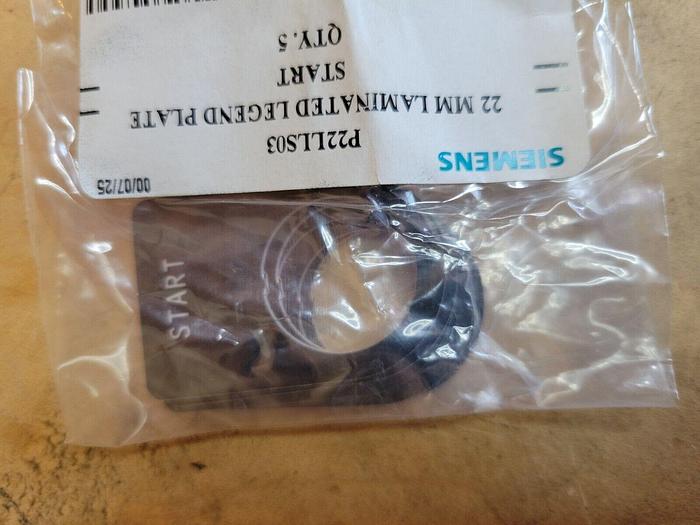 SIEMENS
00/07/25
P22LLS03
22 MM LAMINATED LEGEND PLATE
START
QTY. 5
START